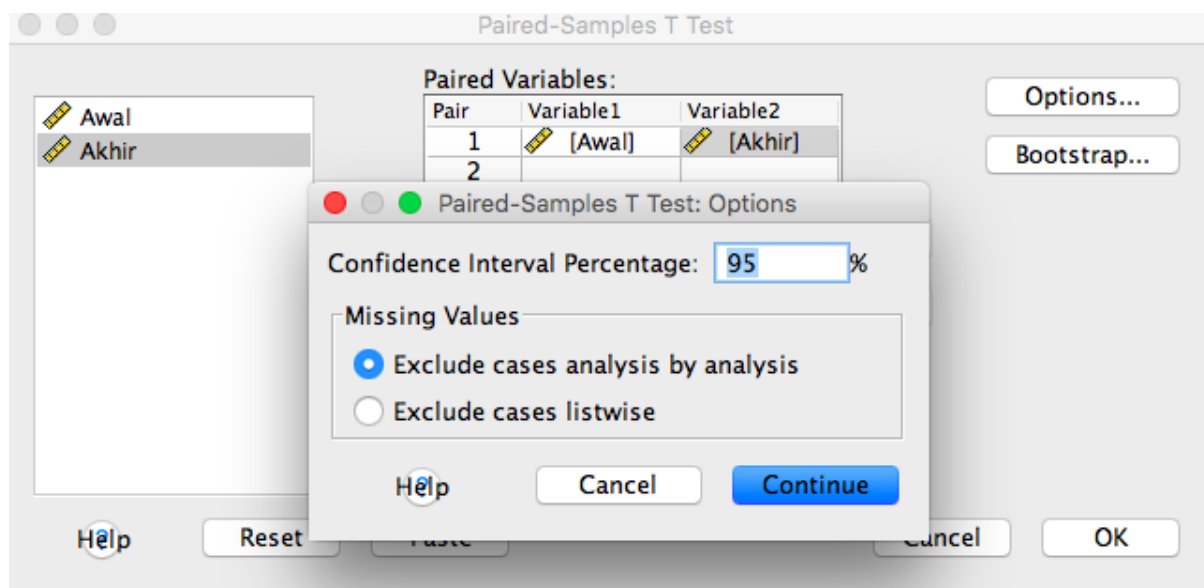 Paired-Samples T Test
Paired Variables:
Options...
Awal
Pair Variable1 Variable2
Akhir
1 [Awal] [Akhir]
Bootstrap...
2
Paired-Samples T Test: Options
Confidence Interval Percentage: 95 %
Missing Values
Exclude cases analysis by analysis
Exclude cases listwise
Help Cancel Continue
Help Reset Paste Cancel OK